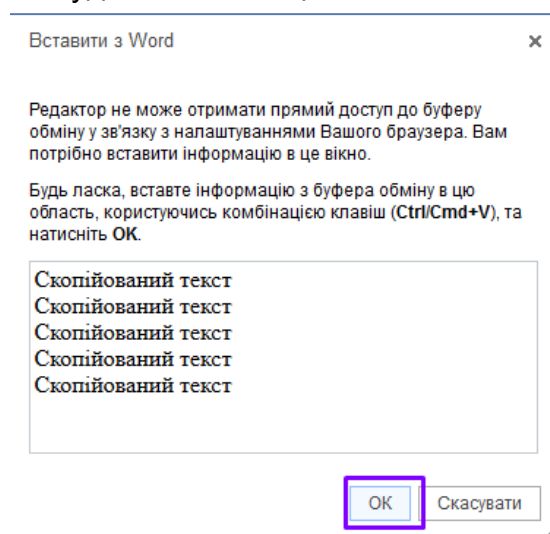 Вставити з Word ×
Редактор не може отримати прямий доступ до буферу
обміну у зв'язку з налаштуваннями Вашого браузера. Вам
потрібно вставити інформацію в це вікно.
Будь ласка, вставте інформацію з буфера обміну в цю
область, користуючись комбінацією клавіш (Ctrl/Cmd+V), та
натисніть OK.
Скопійований текст
Скопійований текст
Скопійований текст
Скопійований текст
Скопійований текст
ОК Скасувати